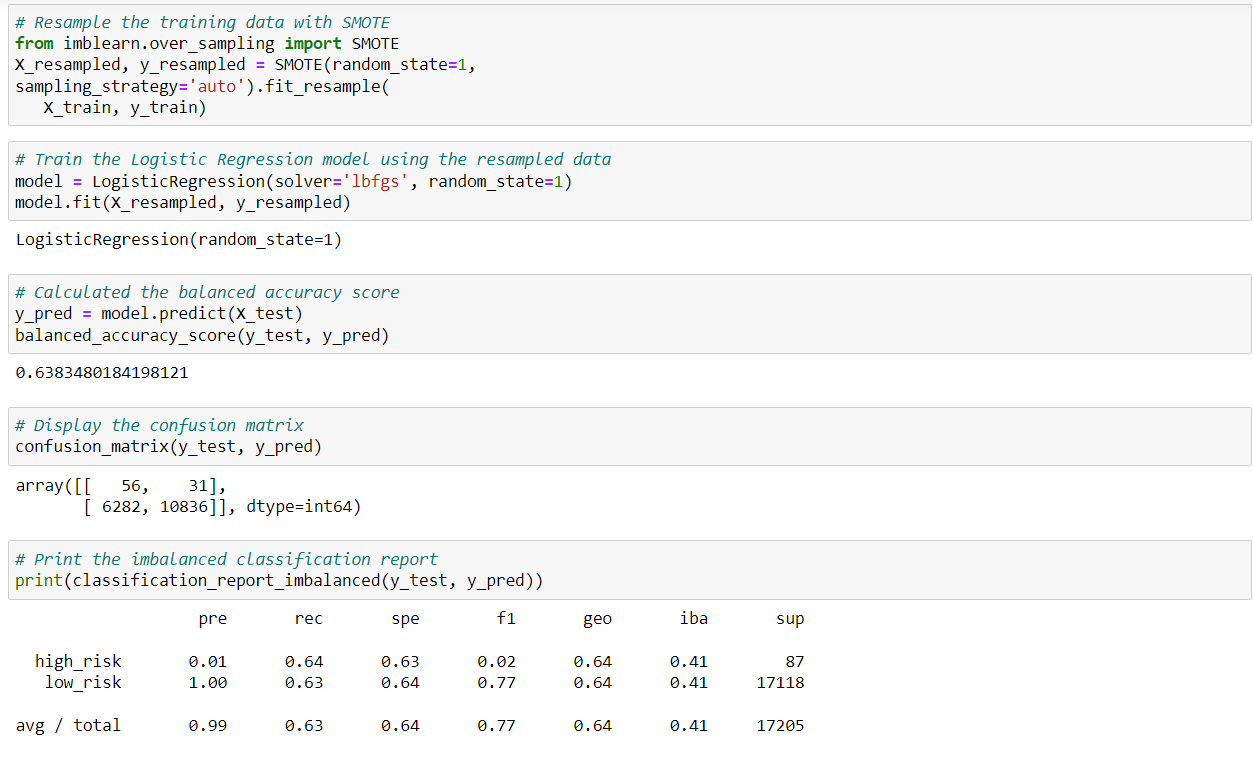 # Resample the training data with SMOTE
from imblearn.over_sampling import SMOTE
X_resampled, y_resampled = SMOTE(random_state=1,
sampling_strategy='auto').fit_resample(
   X_train, y_train)
# Train the Logistic Regression model using the resampled data
model = LogisticRegression(solver='lbfgs', random_state=1)
model.fit(X_resampled, y_resampled)
LogisticRegression(random_state=1)
# Calculated the balanced accuracy score
y_pred = model.predict(X_test)
balanced_accuracy_score(y_test, y_pred)
0.6383480184198121
# Display the confusion matrix
confusion_matrix(y_test, y_pred)
array([[   56,    31],
       [ 6282, 10836]], dtype=int64)
# Print the imbalanced classification report
print(classification_report_imbalanced(y_test, y_pred))
                   pre       rec       spe        f1       geo       iba       sup
  high_risk       0.01      0.64      0.63      0.02      0.64      0.41        87
   low_risk       1.00      0.63      0.64      0.77      0.64      0.41     17118
avg / total       0.99      0.63      0.64      0.77      0.64      0.41     17205